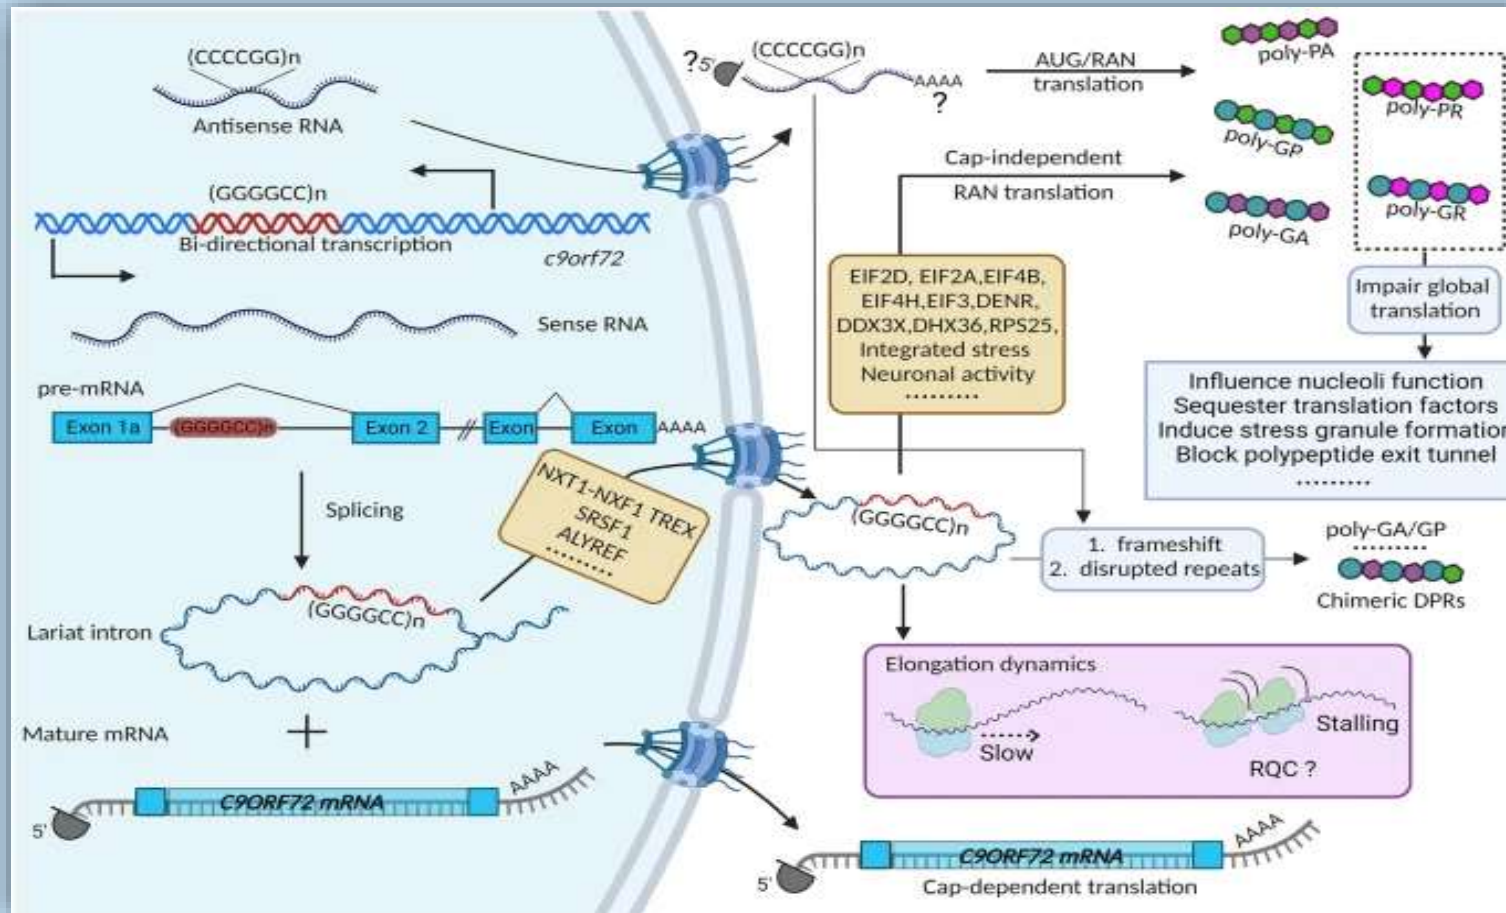 (CCCCGG)n
Antisense RNA
(GGGGCC)n
Bi-directional transcription
c9orf72
Sense RNA
pre-mRNA
Exon 1a
(GGGGCC)n
Exon 2
//
Exon
Exon
AAAA
Splicing
NXT1-NXF1 TREX
SRSF1
ALYREF
.........
(GGGGCC)n
Lariat intron
+
Mature mRNA
AAAA
C9ORF72 mRNA
5'
?5'
(CCCCGG)n
AAAA
?
AUG/RAN
translation
poly-PA
poly-PR
poly-GP
Cap-independent
RAN translation
poly-GR
poly-GA
EIF2D, EIF2A,EIF4B,
EIF4H,EIF3,DENR,
DDX3X,DHX36,RPS25,
Integrated stress
Neuronal activity
.........
Impair global
translation
Influence nucleoli function
Sequester translation factors
Induce stress granule formation
Block polypeptide exit tunnel
.........
(GGGGCC)n
1. frameshift
2. disrupted repeats
poly-GA/GP
.........
Chimeric DPRs
Elongation dynamics
Slow
Stalling
RQC ?
AAAA
C9ORF72 mRNA
5'
Cap-dependent translation